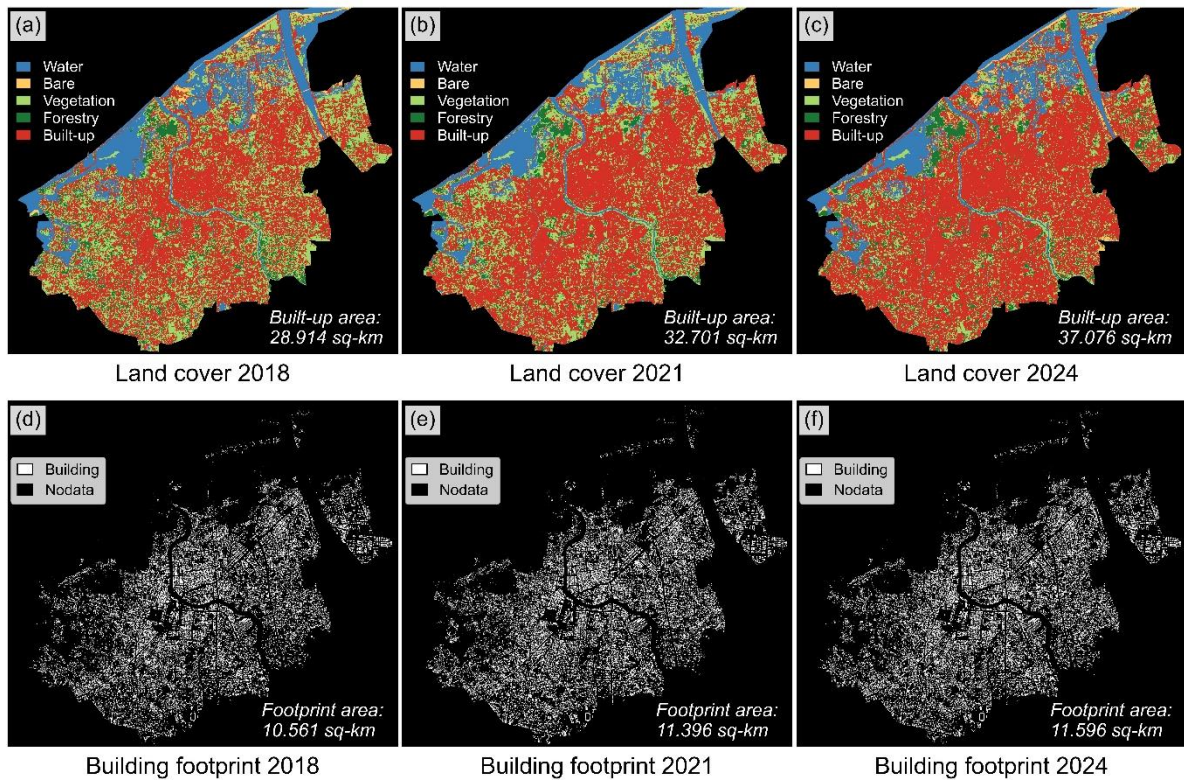 (a)
Water
Bare
Vegetation
Forestry
Built-up
Built-up area:
28.914 sq-km
Land cover 2018
(b)
Water
Bare
Vegetation
Forestry
Built-up
Built-up area:
32.701 sq-km
Land cover 2021
(c)
Water
Bare
Vegetation
Forestry
Built-up
Built-up area:
37.076 sq-km
Land cover 2024
(d)
Building
Nodata
Footprint area:
10.561 sq-km
Building footprint 2018
(e)
Building
Nodata
Footprint area:
11.396 sq-km
Building footprint 2021
(f)
Building
Nodata
Footprint area:
11.596 sq-km
Building footprint 2024